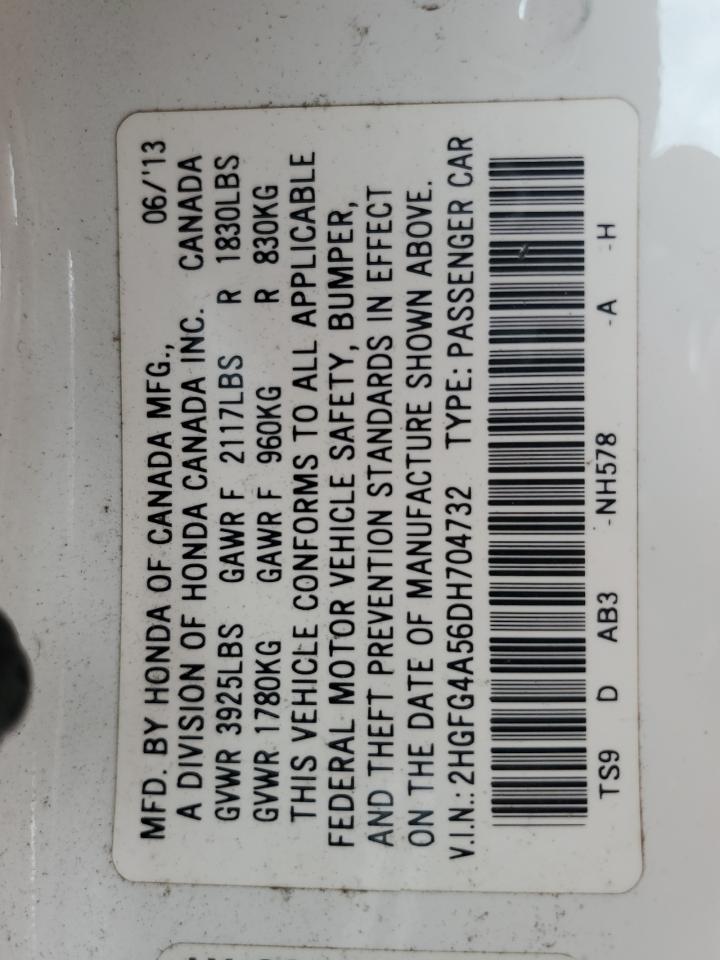 MFD. BY HONDA OF CANADA MFG., 06/'13
A DIVISION OF HONDA CANADA INC. CANADA
GVWR 3925LBS GAWR F 2117LBS R 1830LBS
GVWR 1780KG GAWR F 960KG R 830KG
THIS VEHICLE CONFORMS TO ALL APPLICABLE
FEDERAL MOTOR VEHICLE SAFETY, BUMPER,
AND THEFT PREVENTION STANDARDS IN EFFECT
ON THE DATE OF MANUFACTURE SHOWN ABOVE.
V.I.N.: 2HGFG4A56DH704732 TYPE: PASSENGER CAR
TS9 D AB3 -NH578 -A -H